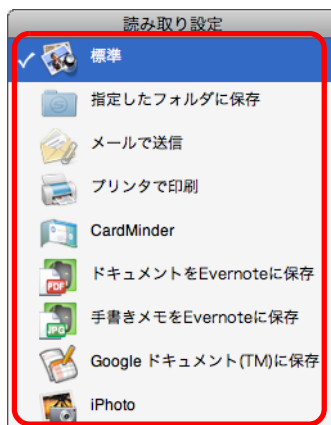 読み取り設定
標準
指定したフォルダに保存
メールで送信
プリンタで印刷
CardMinder
ドキュメントをEvernoteに保存
PDF
手書きメモをEvernoteに保存
JPG
Google ドキュメント(TM)に保存
iPhoto